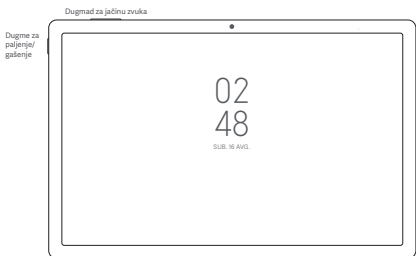 Dugmad za jačinu zvuka
Dugme za
paljenje/
gašenje
02
48
SUB. 16 AVG.